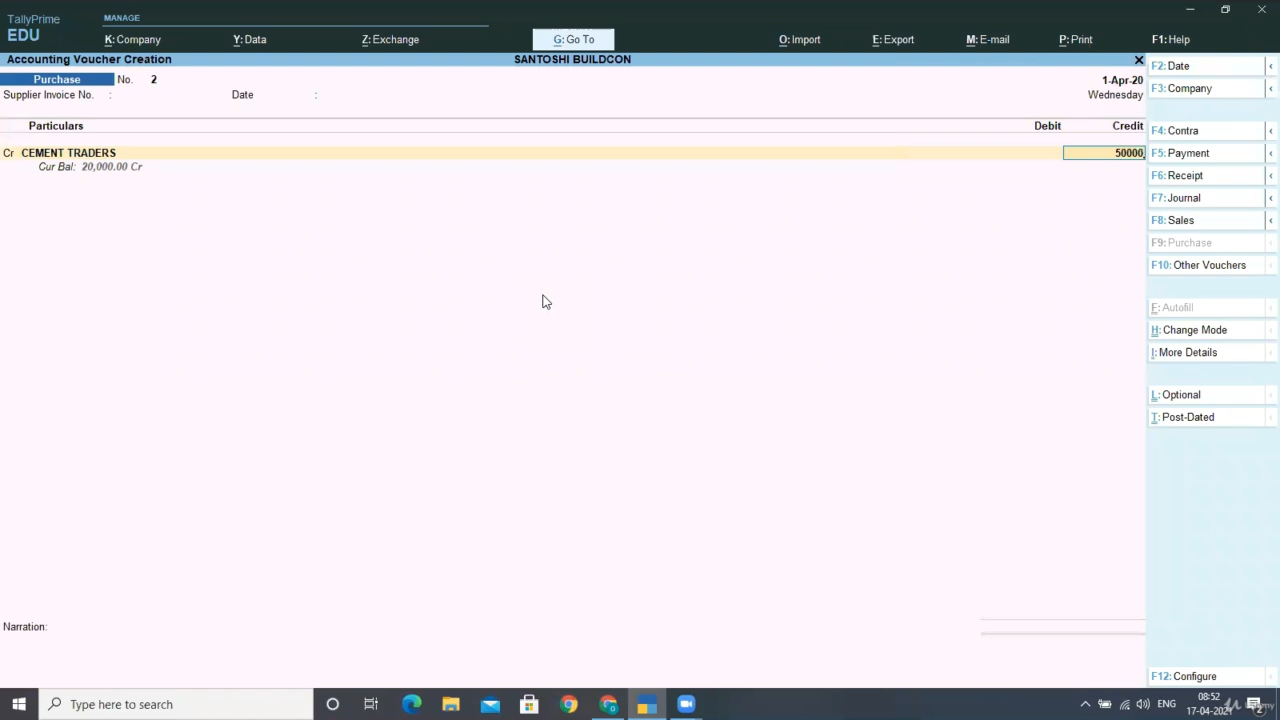 TallyPrime
EDU
MANAGE
K: Company
Y: Data
Z: Exchange
G: Go To
O: Import
E: Export
M: E-mail
P: Print
F1: Help
Accounting Voucher Creation
SANTOSHI BUILDCON
Purchase No. 2
1-Apr-20
Supplier Invoice No. :
Date :
Wednesday
Particulars
Debit
Credit
Cr CEMENT TRADERS
50000
Cur Bal: 20,000.00 Cr
Narration:
F2: Date
F3: Company
F4: Contra
F5: Payment
F6: Receipt
F7: Journal
F8: Sales
F9: Purchase
F10: Other Vouchers
F: Autofill
H: Change Mode
I: More Details
L: Optional
T: Post-Dated
F12: Configure
Type here to search
ENG
08:52
17-04-2021